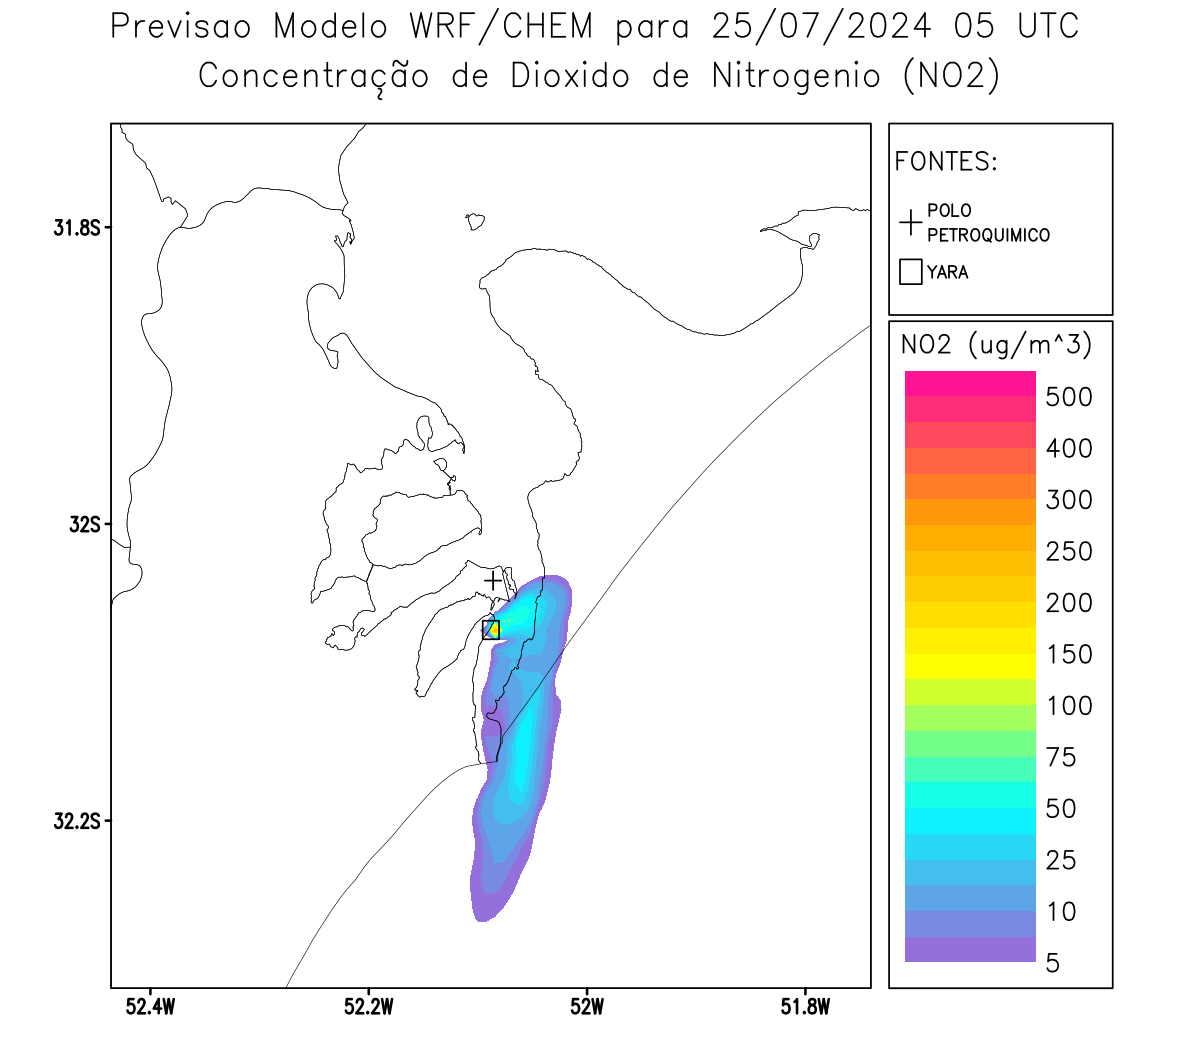 Previsao Modelo WRF/CHEM para 25/07/2024 05 UTC
Concentração de Dioxido de Nitrogenio (NO2)
FONTES:
POLO
PETROQUIMICO
YARA
31.8S
32S
32.2S
52.4W
52.2W
52W
51.8W
NO2 (ug/m^3)
500
400
300
250
200
150
100
75
50
25
10
5